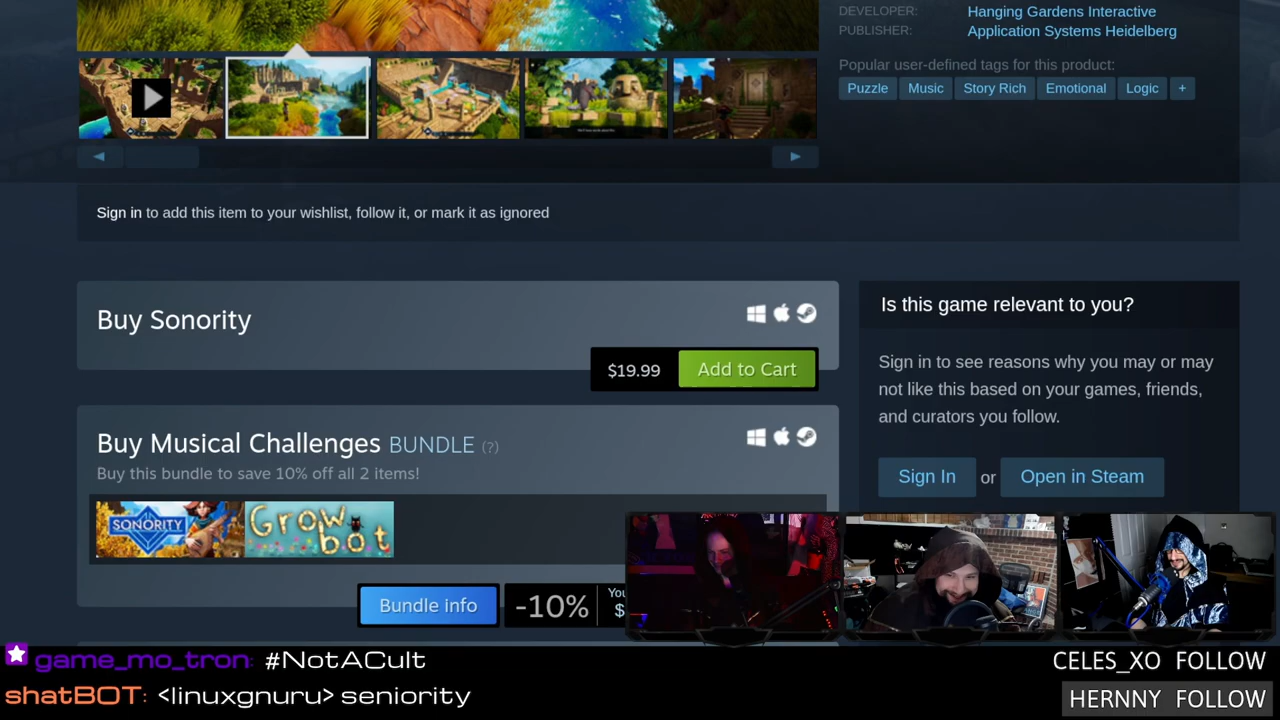 DEVELOPER: Hanging Gardens Interactive
PUBLISHER: Application Systems Heidelberg
Popular user-defined tags for this product:
Puzzle Music Story Rich Emotional Logic +
Sign in to add this item to your wishlist, follow it, or mark it as ignored
Buy Sonority
$19.99 Add to Cart
Is this game relevant to you?
Sign in to see reasons why you may or may
not like this based on your games, friends,
and curators you follow.
Sign In or Open in Steam
Buy Musical Challenges BUNDLE (?)
Buy this bundle to save 10% off all 2 items!
SONORITY
Grow bot
Bundle info -10% You
$
game_mo_tron: #NotACult
shatBOT: <linuxgnuru> seniority
CELES_XO FOLLOW
HERNNY FOLLOW